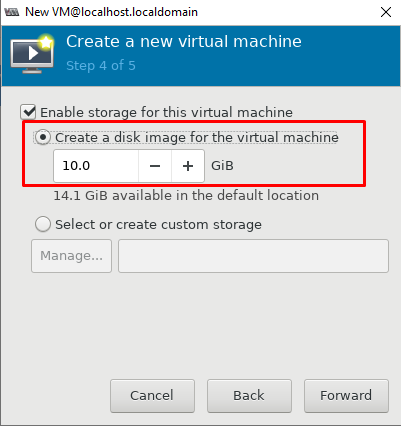 New VM@localhost.localdomain
Create a new virtual machine
Step 4 of 5
Enable storage for this virtual machine
Create a disk image for the virtual machine
10.0 − + GiB
14.1 GiB available in the default location
Select or create custom storage
Manage...
Cancel Back Forward